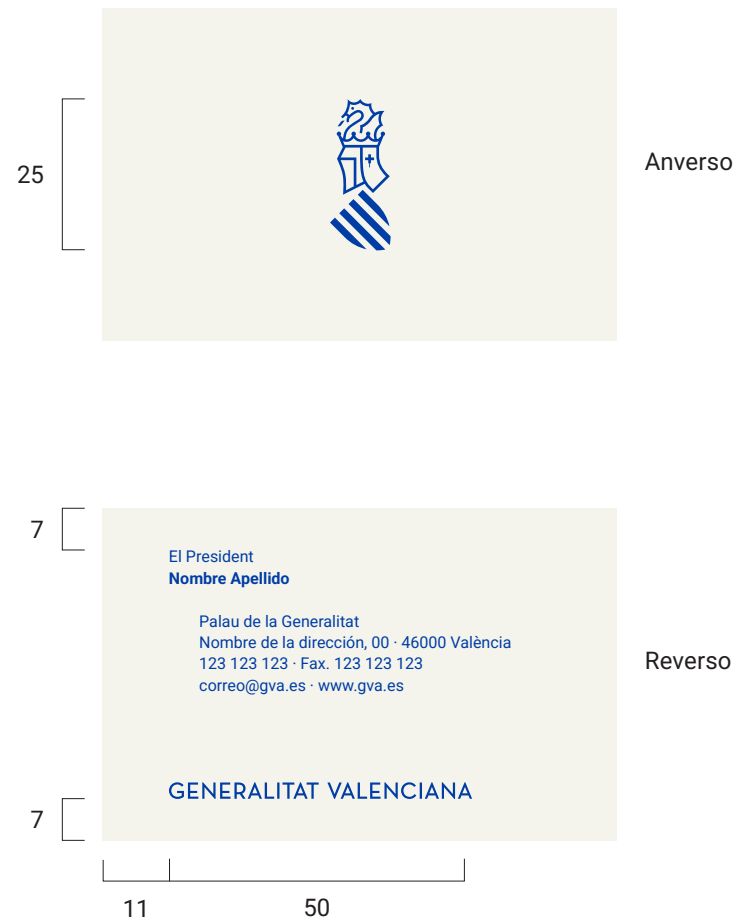 25
Anverso
7
El President
Nombre Apellido
Palau de la Generalitat
Nombre de la dirección, 00 · 46000 València
123 123 123 · Fax. 123 123 123
correo@gva.es · www.gva.es
Reverso
GENERALITAT VALENCIANA
7
11
50